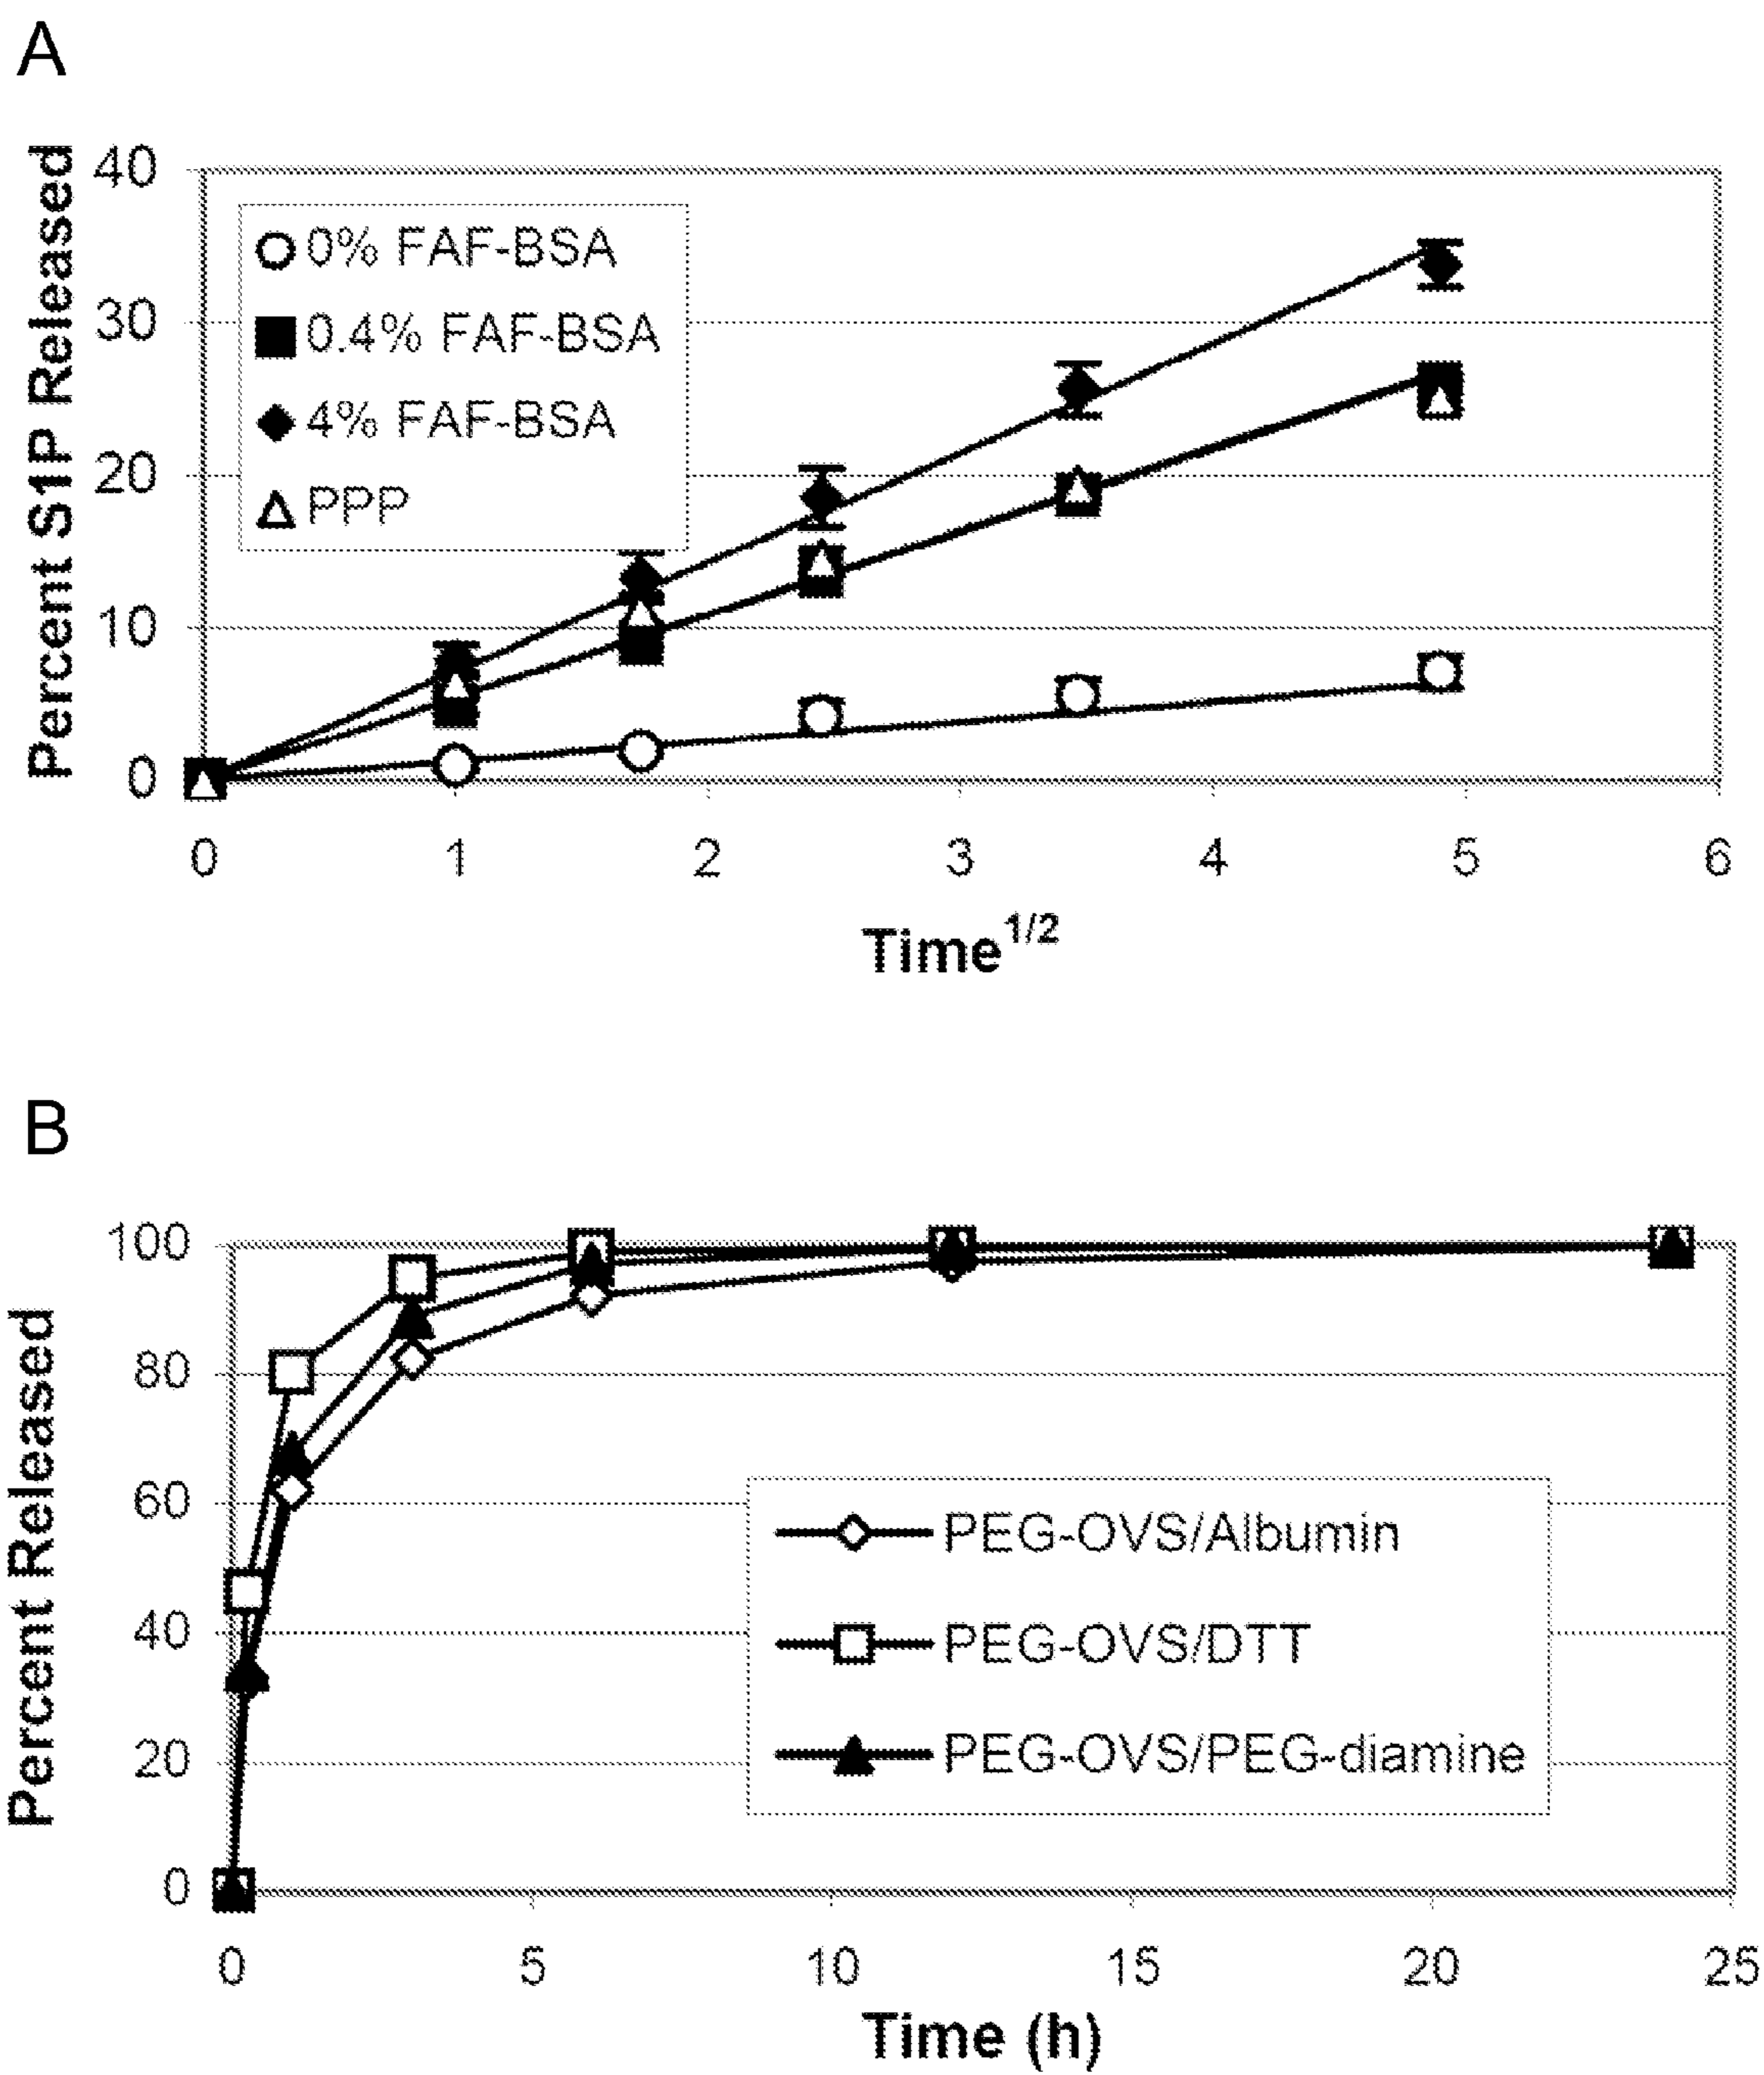 A
Percent S1P Released
40
30
20
10
0
0% FAF-BSA
0.4% FAF-BSA
4% FAF-BSA
PPP
0 1 2 3 4 5 6
Time1/2
B
Percent Released
100
80
60
40
20
0
PEG-OVS/Albumin
PEG-OVS/DTT
PEG-OVS/PEG-diamine
0 5 10 15 20 25
Time (h)